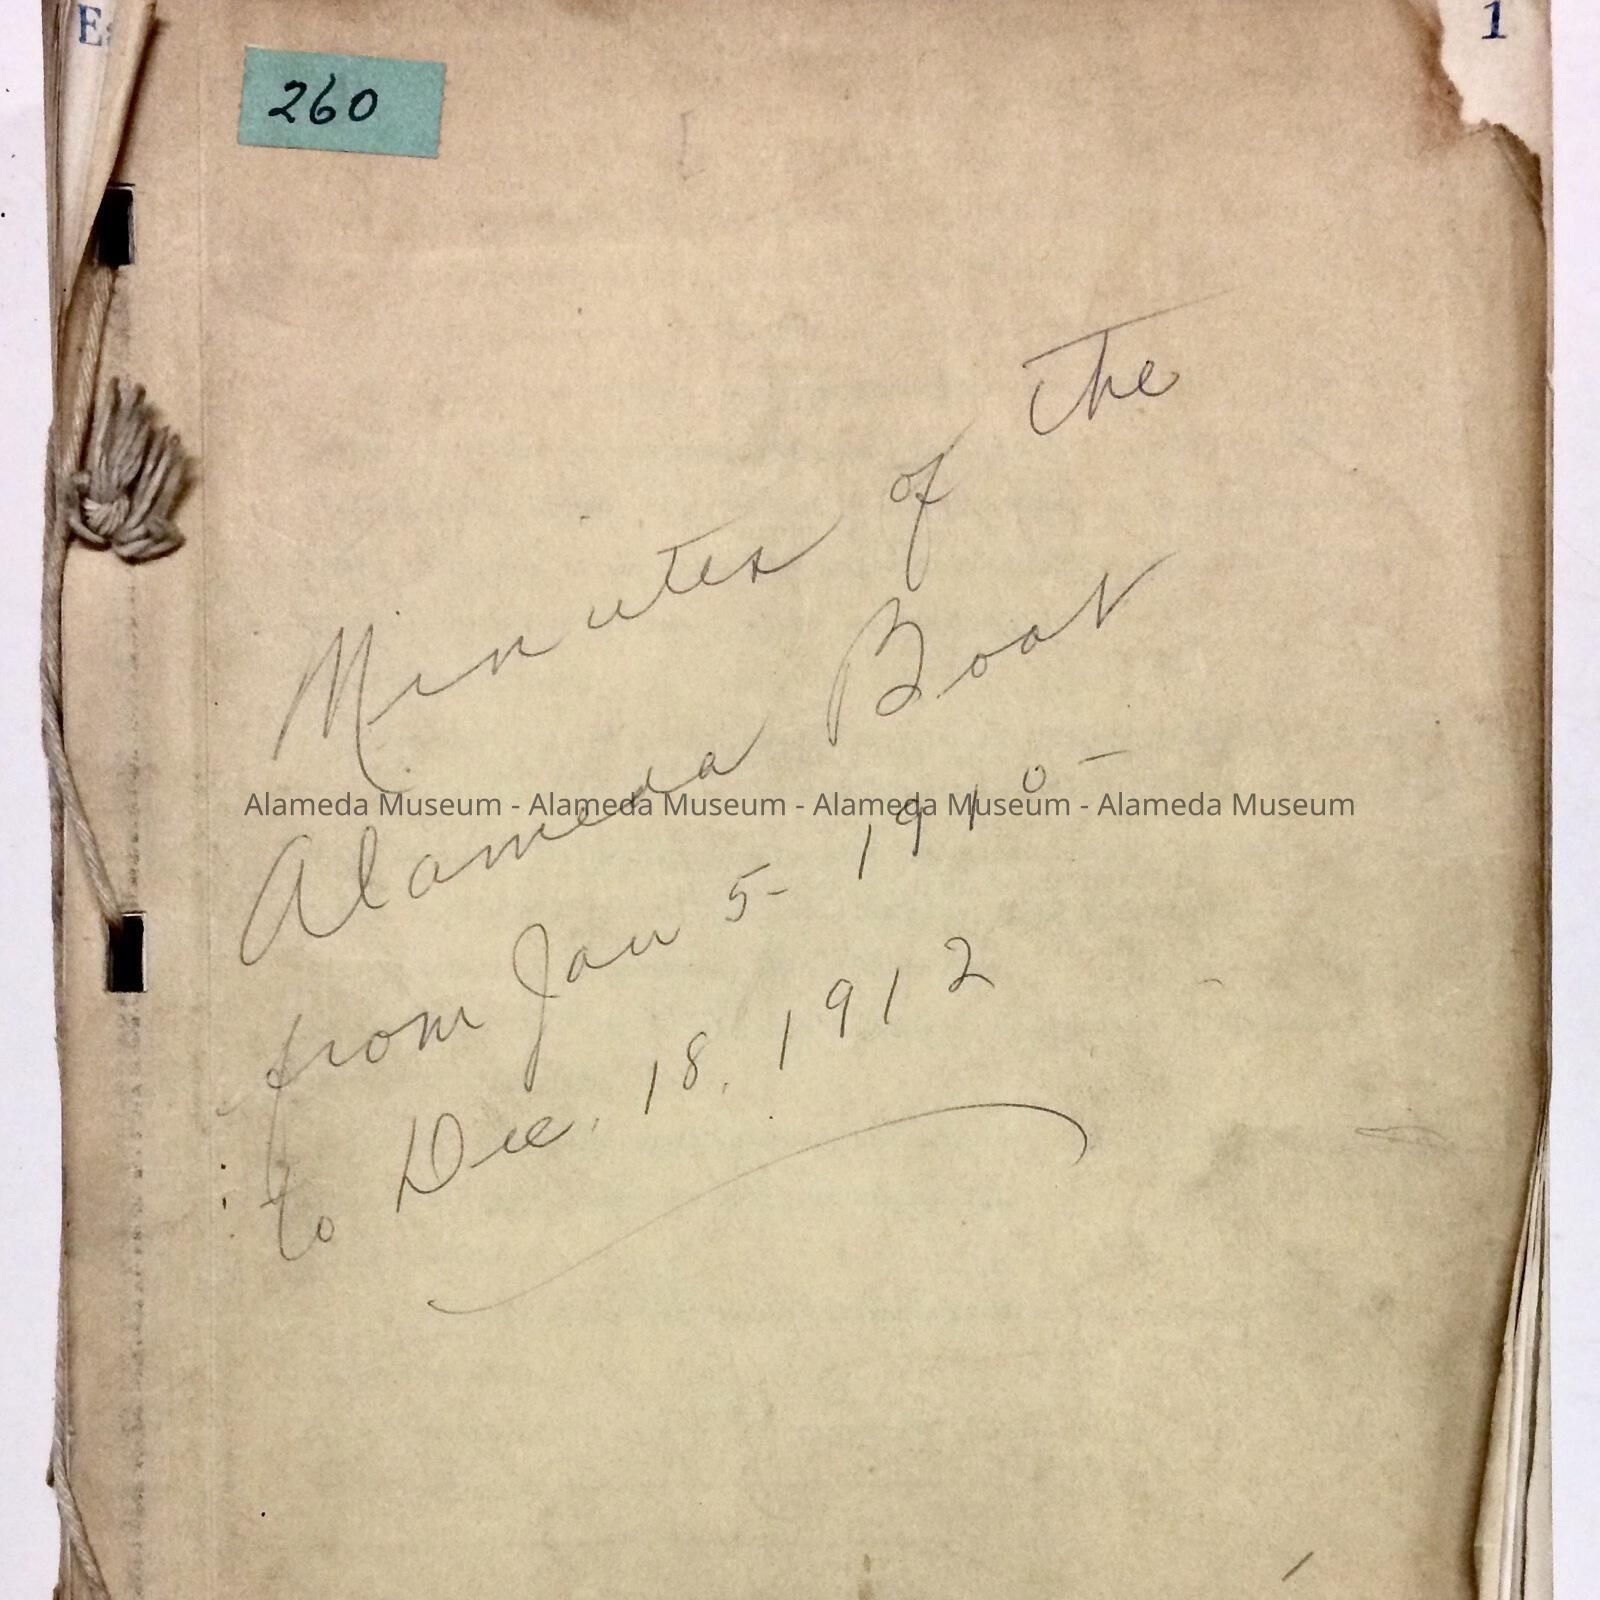 1
260
Minutes of The
Alameda Boat
from Jan 5- 1910-
to Dec. 18. 1912
Alameda Museum - Alameda Museum - Alameda Museum - Alameda Museum